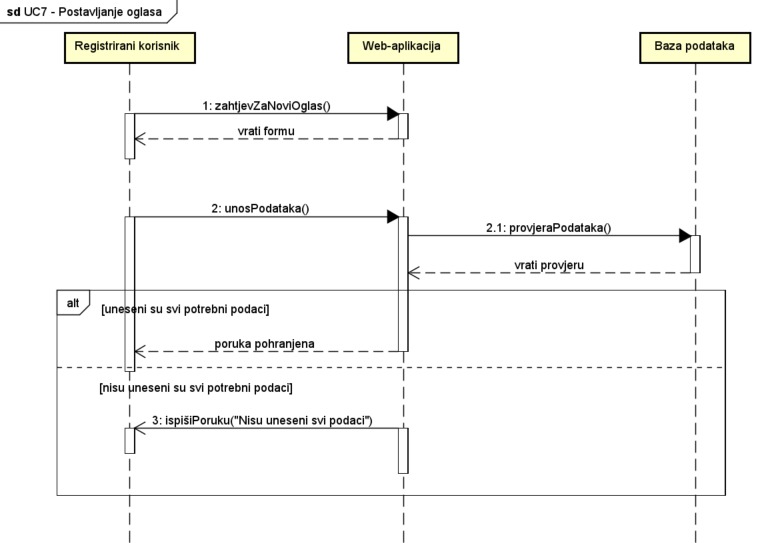 sd UC7 - Postavljanje oglasa
Registrirani korisnik
Web-aplikacija
Baza podataka
1: zahtjevZaNoviOglas()
vrati formu
2: unosPodataka()
2.1: provjeraPodataka()
vrati provjeru
alt
[uneseni su svi potrebni podaci]
poruka pohranjena
[nisu uneseni su svi potrebni podaci]
3: ispišiPoruku("Nisu uneseni svi podaci")